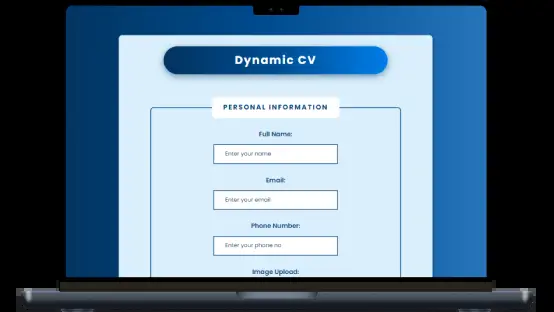 Dynamic CV
PERSONAL INFORMATION
Full Name:
Enter your name
Email:
Enter your email
Phone Number:
Enter your phone no
Image Upload: